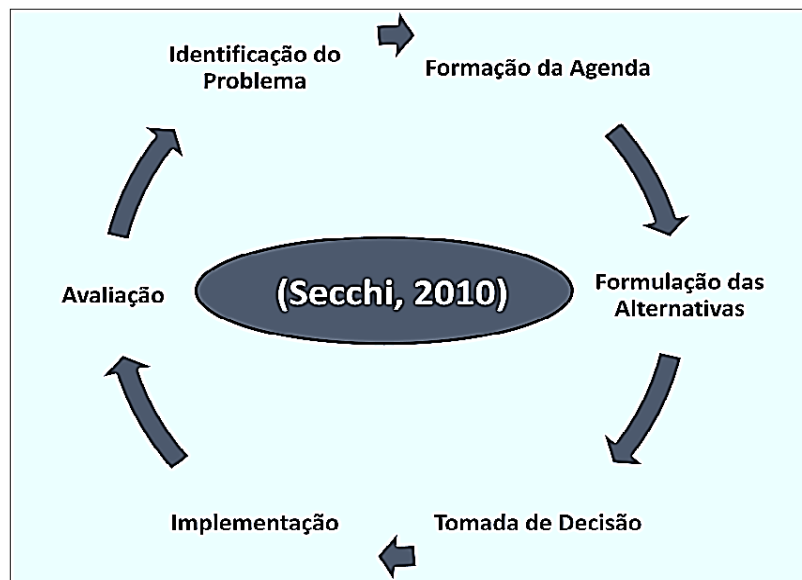 Identificação do
Problema
Formação da Agenda
Formulação das
Alternativas
Tomada de Decisão
Implementação
Avaliação
(Secchi, 2010)